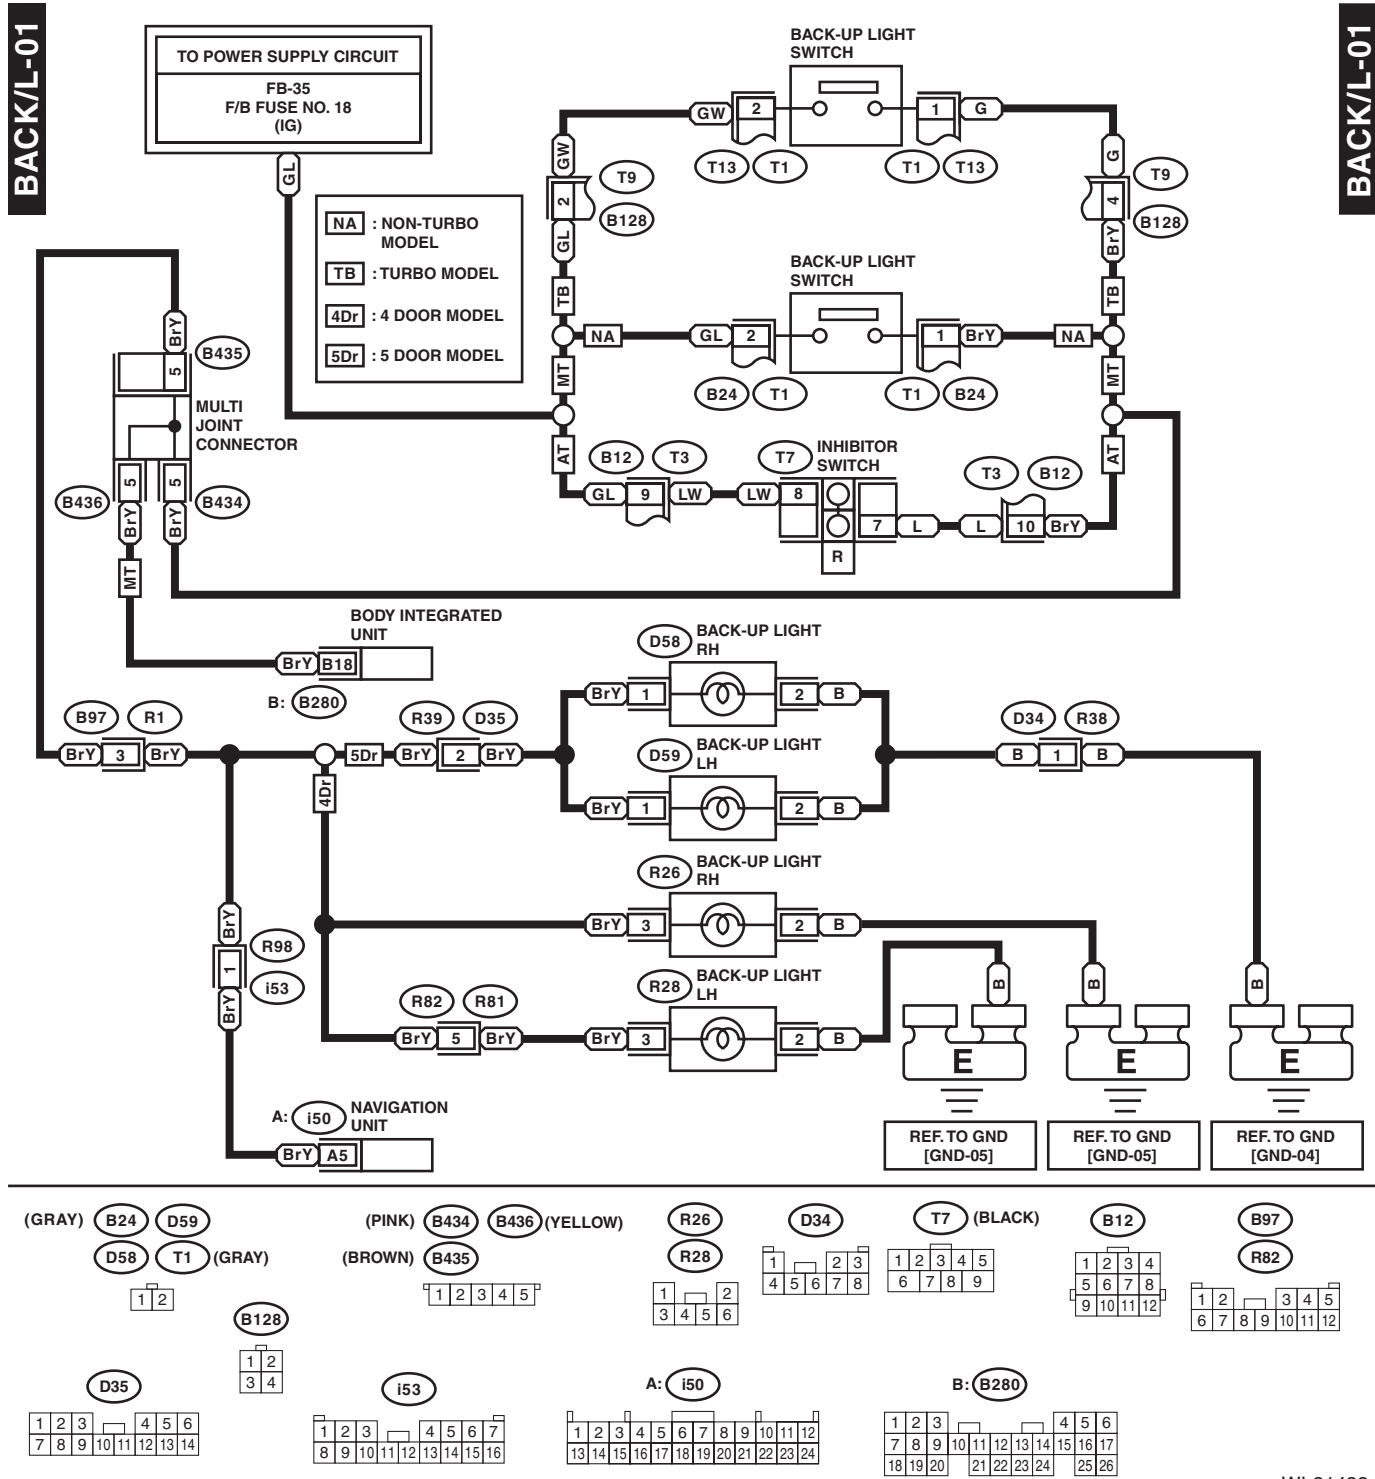 BACK/L-01
BACK/L-01
TO POWER SUPPLY CIRCUIT
FB-35
F/B FUSE NO. 18
(IG)
GL
NA : NON-TURBO
MODEL
TB : TURBO MODEL
4Dr : 4 DOOR MODEL
5Dr : 5 DOOR MODEL
BACK-UP LIGHT
SWITCH
GW 2 1 G
T13 T1 T1 T13
GW
T9
2
B128
GL
TB
G
T9
4
B128
BrY
TB
BACK-UP LIGHT
SWITCH
NA GL 2 1 BrY NA
B24 T1 T1 B24
MT
MT
AT
AT
B12 T3 T7 INHIBITOR
SWITCH
T3 B12
GL 9 LW LW 8
7 L L 10 BrY
R
BrY
B435
5
MULTI
JOINT
CONNECTOR
5 5
B436 B434
BrY BrY
MT
BODY INTEGRATED
UNIT
BrY B18
B: B280
B97 R1
BrY 3 BrY
5Dr
R39 D35
BrY 2 BrY
4Dr
D58 BACK-UP LIGHT
RH
BrY 1 2 B
D59 BACK-UP LIGHT
LH
BrY 1 2 B
D34 R38
B 1 B
R26 BACK-UP LIGHT
RH
BrY 3 2 B
R82 R81
BrY 5 BrY
R28 BACK-UP LIGHT
LH
BrY 3 2 B
BrY
R98
1
i53
BrY
A: i50 NAVIGATION
UNIT
BrY A5
B B B
E E E
REF. TO GND
[GND-05]
REF. TO GND
[GND-05]
REF. TO GND
[GND-04]
(GRAY) B24 D59
D58 T1 (GRAY)
1 2
(PINK) B434 B436 (YELLOW)
(BROWN) B435
1 2 3 4 5
R26
R28
1 2
3 4 5 6
D34
1 2 3
4 5 6 7 8
T7 (BLACK)
1 2 3 4 5
6 7 8 9
B12
1 2 3 4
5 6 7 8
9 10 11 12
B97
R82
1 2 3 4 5
6 7 8 9 10 11 12
B128
1 2
3 4
D35
1 2 3 4 5 6
7 8 9 10 11 12 13 14
i53
1 2 3 4 5 6 7
8 9 10 11 12 13 14 15 16
A: i50
1 2 3 4 5 6 7 8 9 10 11 12
13 14 15 16 17 18 19 20 21 22 23 24
B: B280
1 2 3 4 5 6
7 8 9 10 11 12 13 14 15 16 17
18 19 20 21 22 23 24 25 26